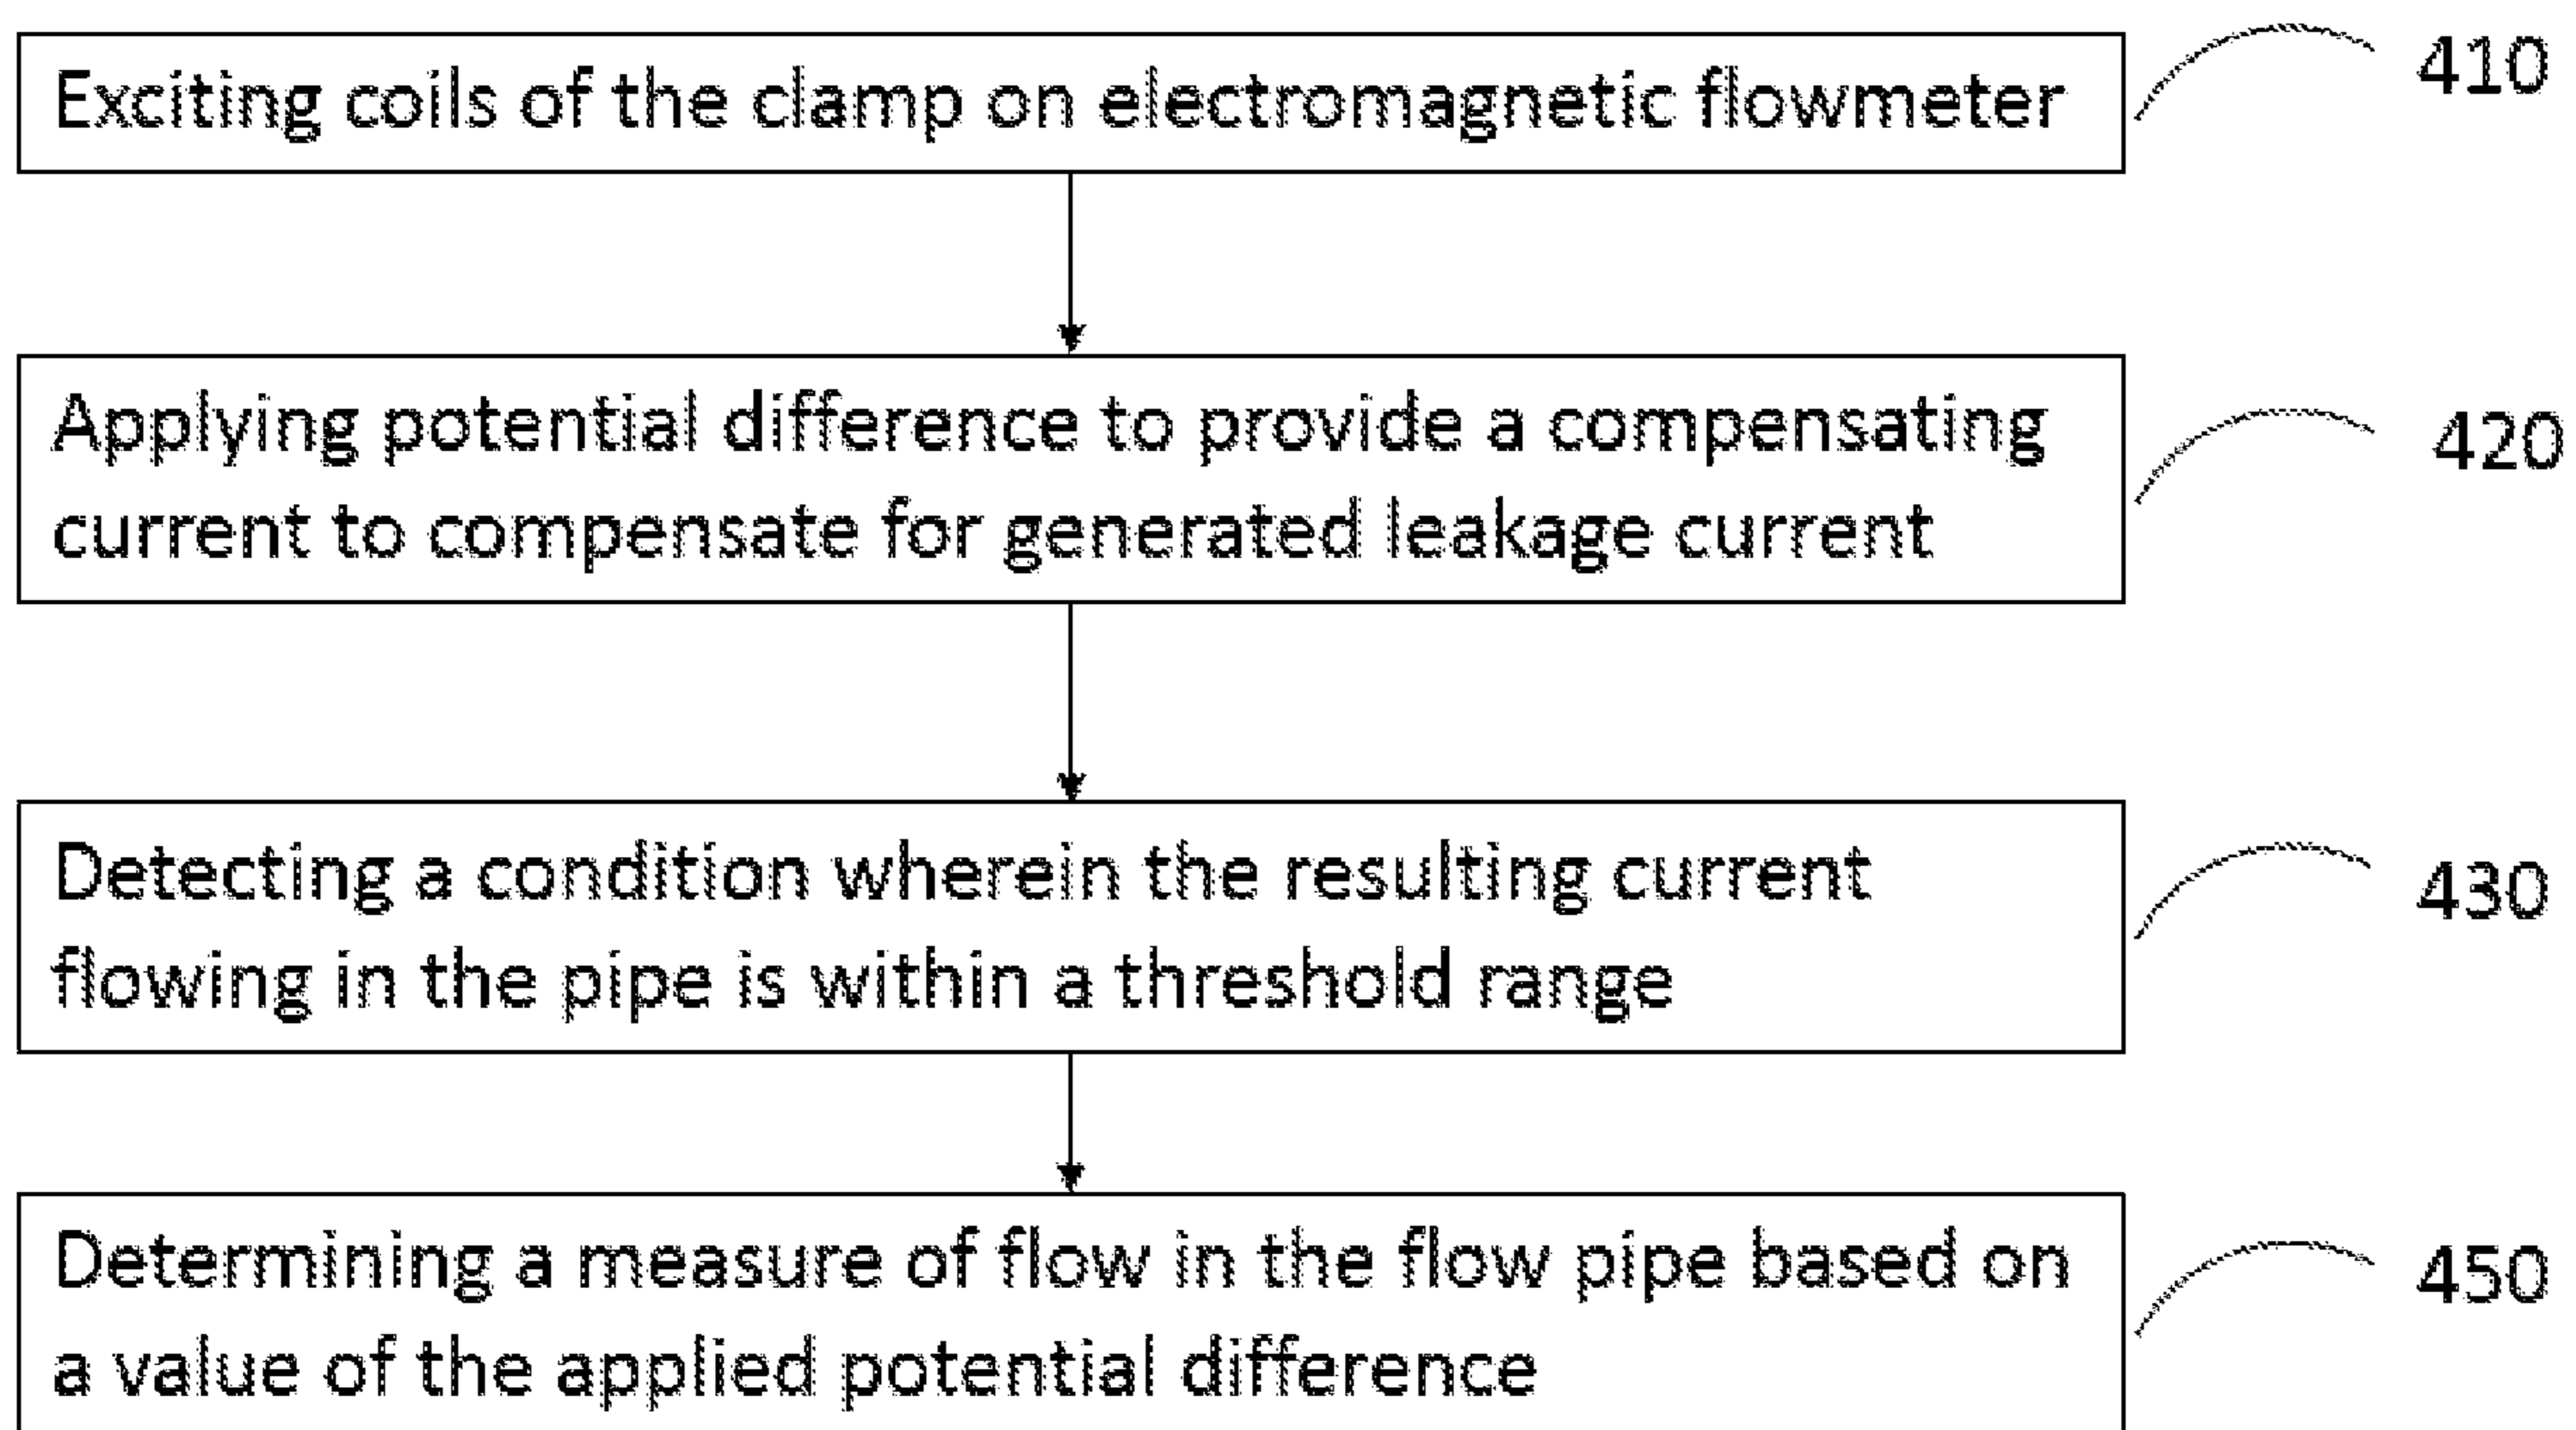 Exciting coils of the clamp on electromagnetic flowmeter
410
Applying potential difference to provide a compensating
current to compensate for generated leakage current
420
Detecting a condition wherein the resulting current
flowing in the pipe is within a threshold range
430
Determining a measure of flow in the flow pipe based on
a value of the applied potential difference
450